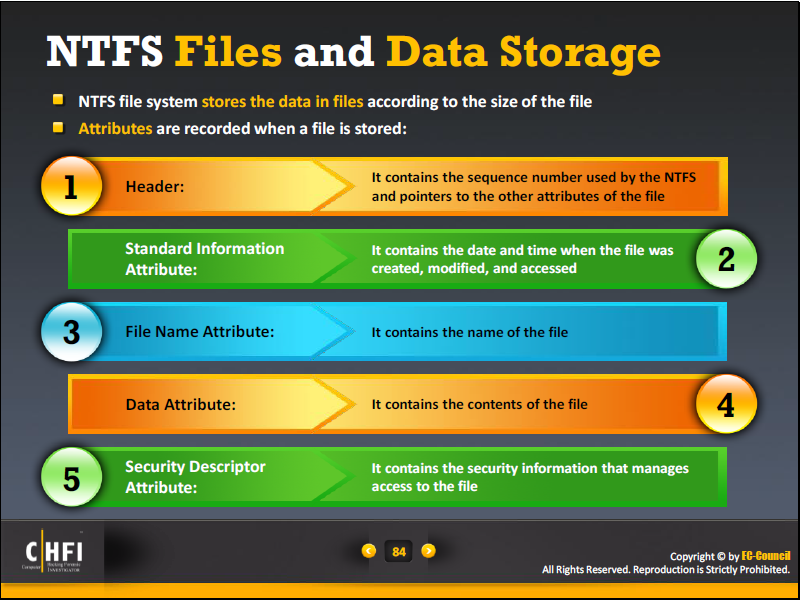 NTFS Files and Data Storage
NTFS file system stores the data in files according to the size of the file
Attributes are recorded when a file is stored:
1
Header:
It contains the sequence number used by the NTFS
and pointers to the other attributes of the file
Standard Information
Attribute:
It contains the date and time when the file was
created, modified, and accessed
2
3
File Name Attribute:
It contains the name of the file
Data Attribute:
It contains the contents of the file
4
5
Security Descriptor
Attribute:
It contains the security information that manages
access to the file
CHFI
Computer Hacking Forensic
INVESTIGATOR
84
Copyright © by EC-Council
All Rights Reserved. Reproduction is Strictly Prohibited.